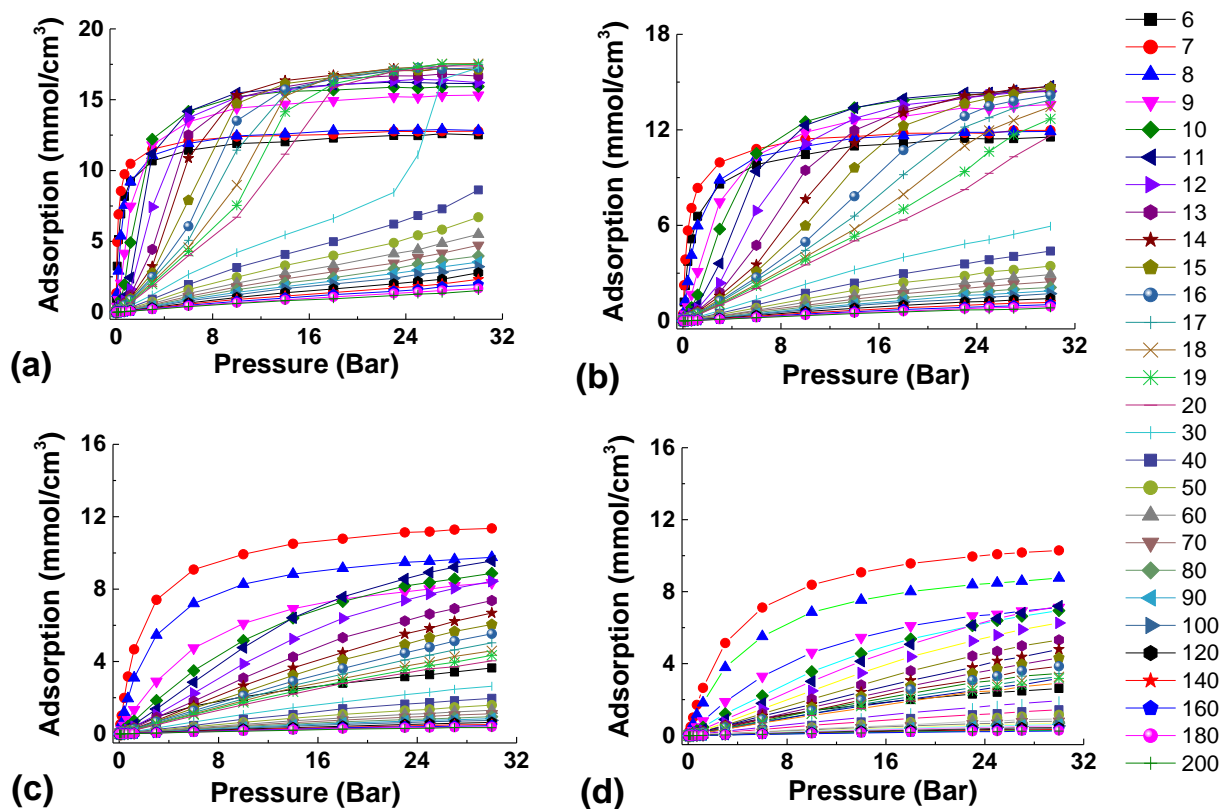 20
15
10
5
0
0 8 16 24 32
Adsorption (mmol/cm³)
Pressure (Bar)
(a)
18
12
6
0
0 8 16 24 32
Adsorption (mmol/cm³)
Pressure (Bar)
(b)
16
12
8
4
0
0 8 16 24 32
Adsorption (mmol/cm³)
Pressure (Bar)
(c)
16
12
8
4
0
0 8 16 24 32
Adsorption (mmol/cm³)
Pressure (Bar)
(d)
6
7
8
9
10
11
12
13
14
15
16
17
18
19
20
30
40
50
60
70
80
90
100
120
140
160
180
200